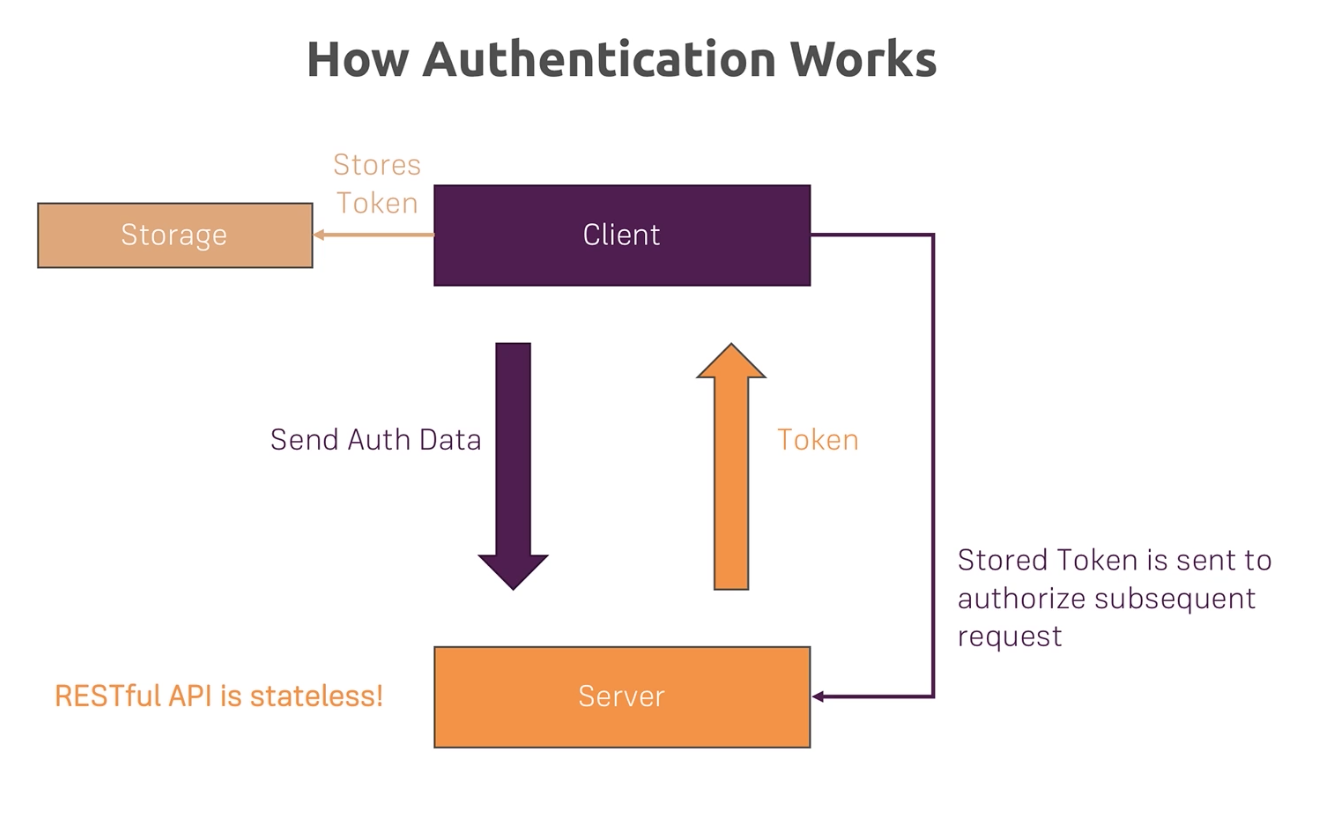 How Authentication Works
Stores
Token
Storage
Client
Send Auth Data
Token
Stored Token is sent to
authorize subsequent
request
RESTful API is stateless!
Server